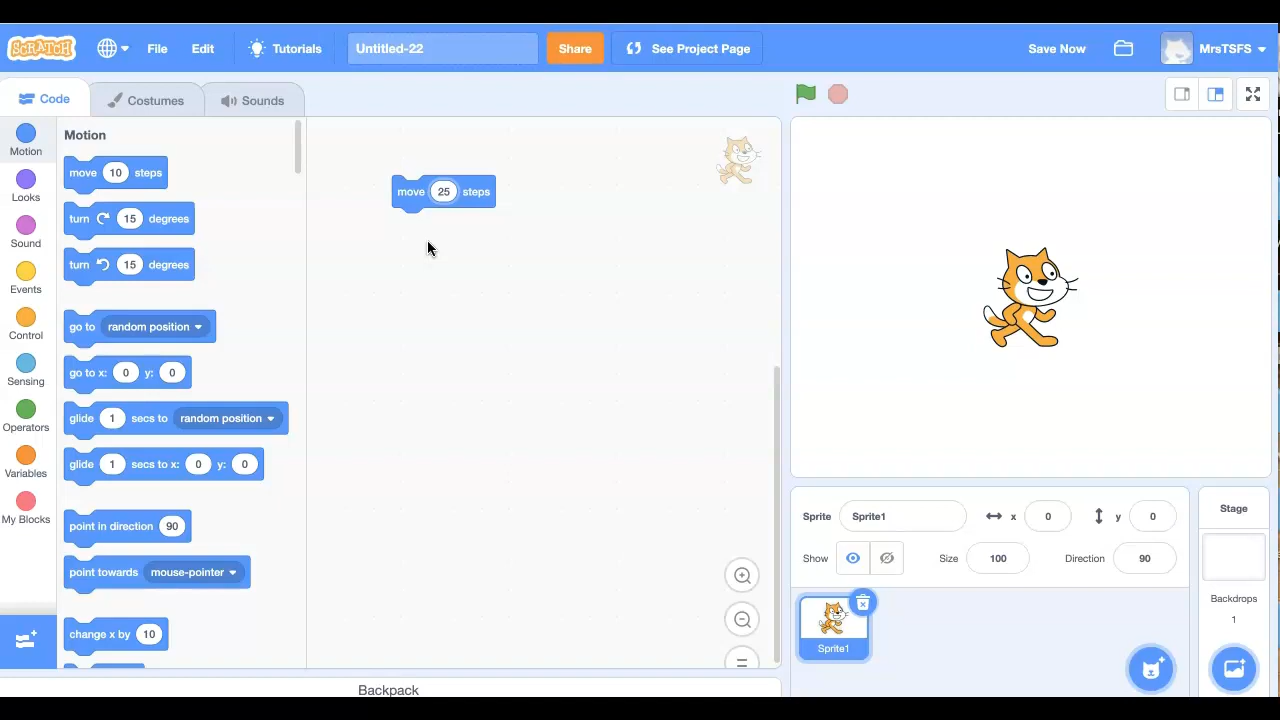 SCRATCH File Edit Tutorials Untitled-22 Share See Project Page Save Now MrsTSFS
Code Costumes Sounds
Motion
Looks
Sound
Events
Control
Sensing
Operators
Variables
My Blocks
Motion
move 10 steps
turn 15 degrees
turn 15 degrees
go to random position
go to x: 0 y: 0
glide 1 secs to random position
glide 1 secs to x: 0 y: 0
point in direction 90
point towards mouse-pointer
change x by 10
move 25 steps
Backpack
Sprite Sprite1 x 0 y 0
Show Size 100 Direction 90
Sprite1
Stage
Backdrops
1